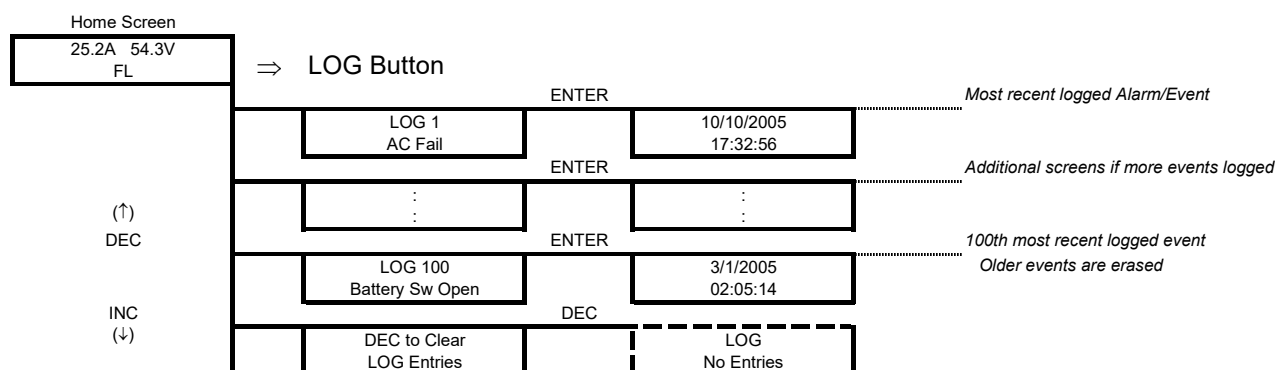 Home Screen
25.2A 54.3V
FL
⇒ LOG Button
ENTER
Most recent logged Alarm/Event
LOG 1
AC Fail
10/10/2005
17:32:56
ENTER
Additional screens if more events logged
:
:
:
:
(↑)
DEC
ENTER
100th most recent logged event
Older events are erased
LOG 100
Battery Sw Open
3/1/2005
02:05:14
INC
(↓)
DEC
DEC to Clear
LOG Entries
LOG
No Entries